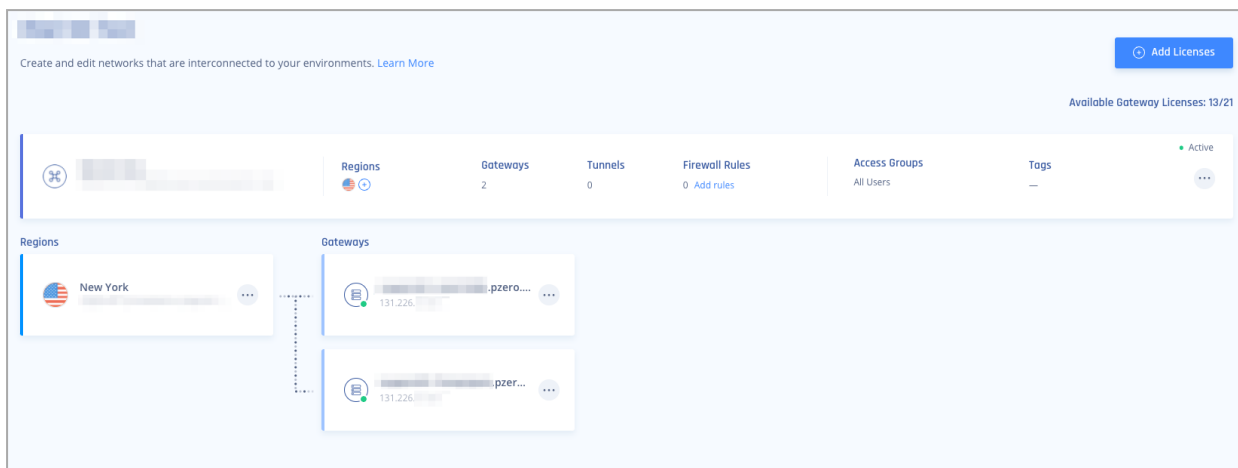 Create and edit networks that are interconnected to your environments. Learn More
Add Licenses
Available Gateway Licenses: 13/21
Active
Regions
Gateways
Tunnels
Firewall Rules
Access Groups
Tags
2
0
0 Add rules
All Users
—
Regions
Gateways
New York
.pzero....
131.226.
.pzer...
131.226.